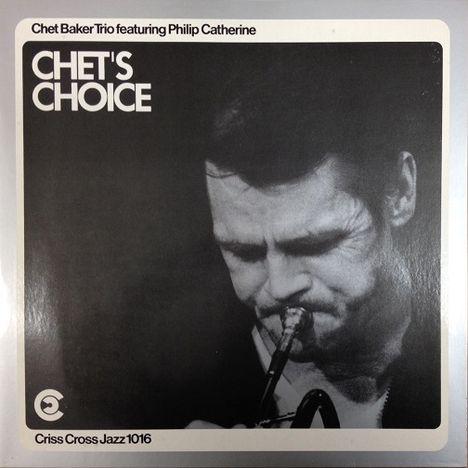 Chet Baker Trio featuring Philip Catherine
CHET'S
CHOICE
Criss Cross Jazz 1016